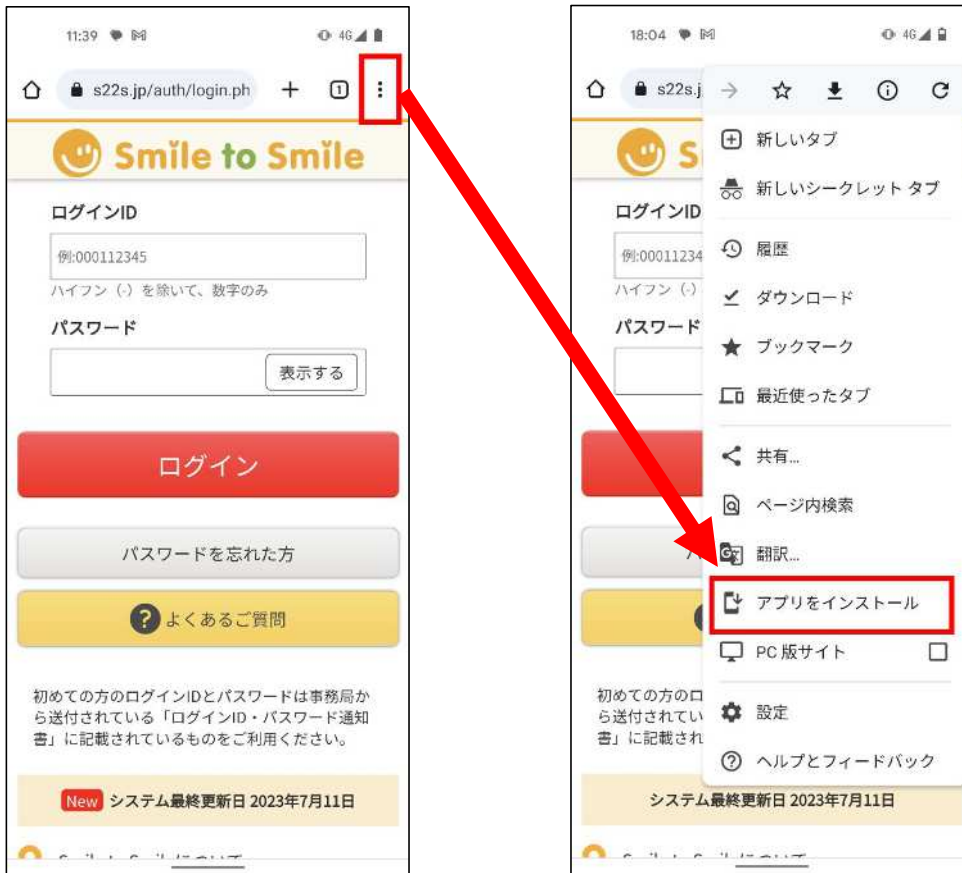 11:39
4G
s22s.jp/auth/login.ph
1
Smile to Smile
ログインID
例:000112345
ハイフン（-）を除いて、数字のみ
パスワード
表示する
ログイン
パスワードを忘れた方
? よくあるご質問
初めての方のログインIDとパスワードは事務局か
ら送付されている「ログインID・パスワード通知
書」に記載されているものをご利用ください。
New システム最終更新日 2023年7月11日
18:04
4G
s22s.j
S
ログインID
例:00011234
ハイフン（-）
パスワード
初めての方のロ
ら送付されてい
書」に記載され
システム最終更新日 2023年7月11日
新しいタブ
新しいシークレット タブ
履歴
ダウンロード
ブックマーク
最近使ったタブ
共有...
ページ内検索
翻訳...
アプリをインストール
PC 版サイト
設定
ヘルプとフィードバック